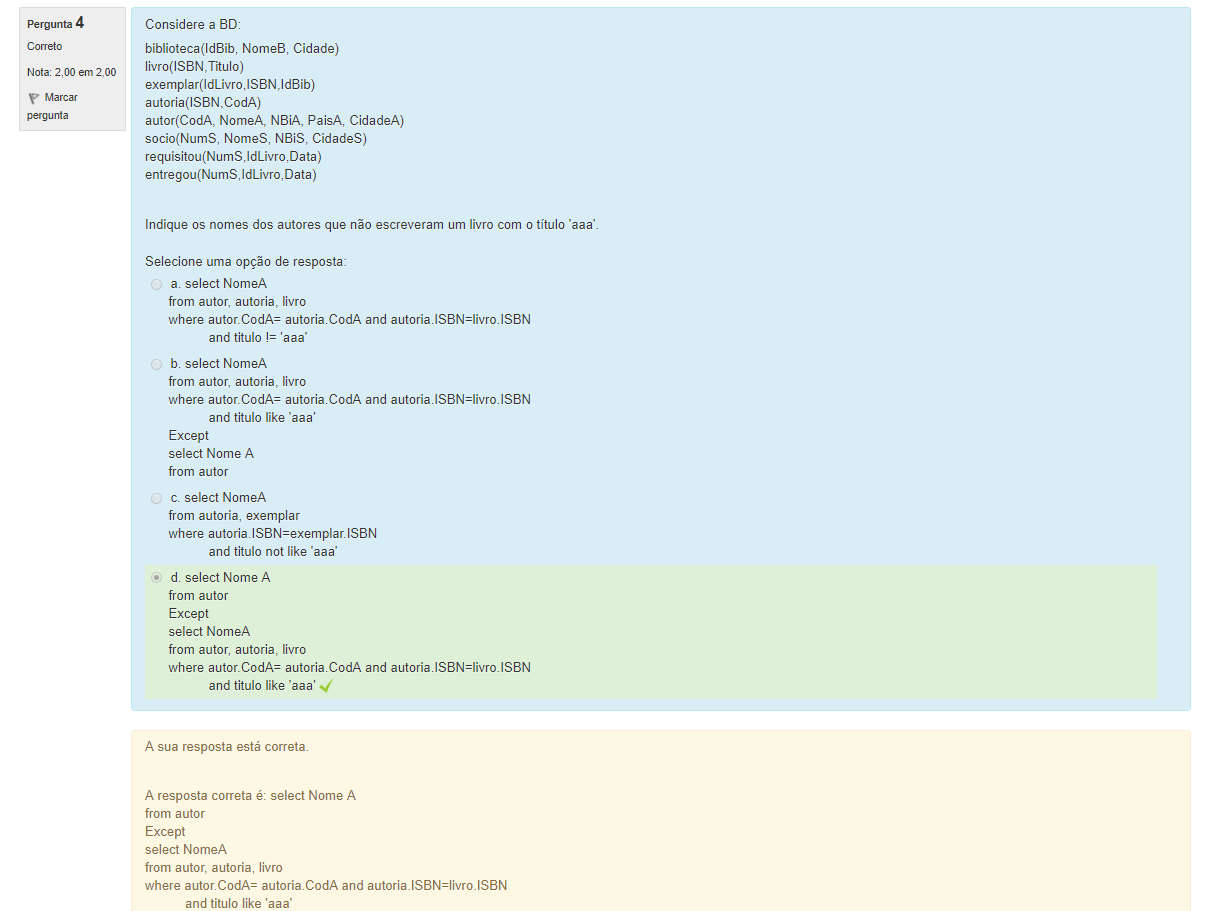 Pergunta 4
Correto
Nota: 2,00 em 2,00
Marcar
pergunta
Considere a BD:
biblioteca(IdBib, NomeB, Cidade)
livro(ISBN,Titulo)
exemplar(IdLivro,ISBN,IdBib)
autoria(ISBN,CodA)
autor(CodA, NomeA, NBiA, PaisA, CidadeA)
socio(NumS, NomeS, NBiS, CidadeS)
requisitou(NumS,IdLivro,Data)
entregou(NumS,IdLivro,Data)
Indique os nomes dos autores que não escreveram um livro com o título 'aaa'.
Selecione uma opção de resposta:
a. select NomeA
from autor, autoria, livro
where autor.CodA= autoria.CodA and autoria.ISBN=livro.ISBN
and titulo != 'aaa'
b. select NomeA
from autor, autoria, livro
where autor.CodA= autoria.CodA and autoria.ISBN=livro.ISBN
and titulo like 'aaa'
Except
select Nome A
from autor
c. select NomeA
from autoria, exemplar
where autoria.ISBN=exemplar.ISBN
and titulo not like 'aaa'
d. select Nome A
from autor
Except
select NomeA
from autor, autoria, livro
where autor.CodA= autoria.CodA and autoria.ISBN=livro.ISBN
and titulo like 'aaa'
A sua resposta está correta.
A resposta correta é: select Nome A
from autor
Except
select NomeA
from autor, autoria, livro
where autor.CodA= autoria.CodA and autoria.ISBN=livro.ISBN
and titulo like 'aaa'